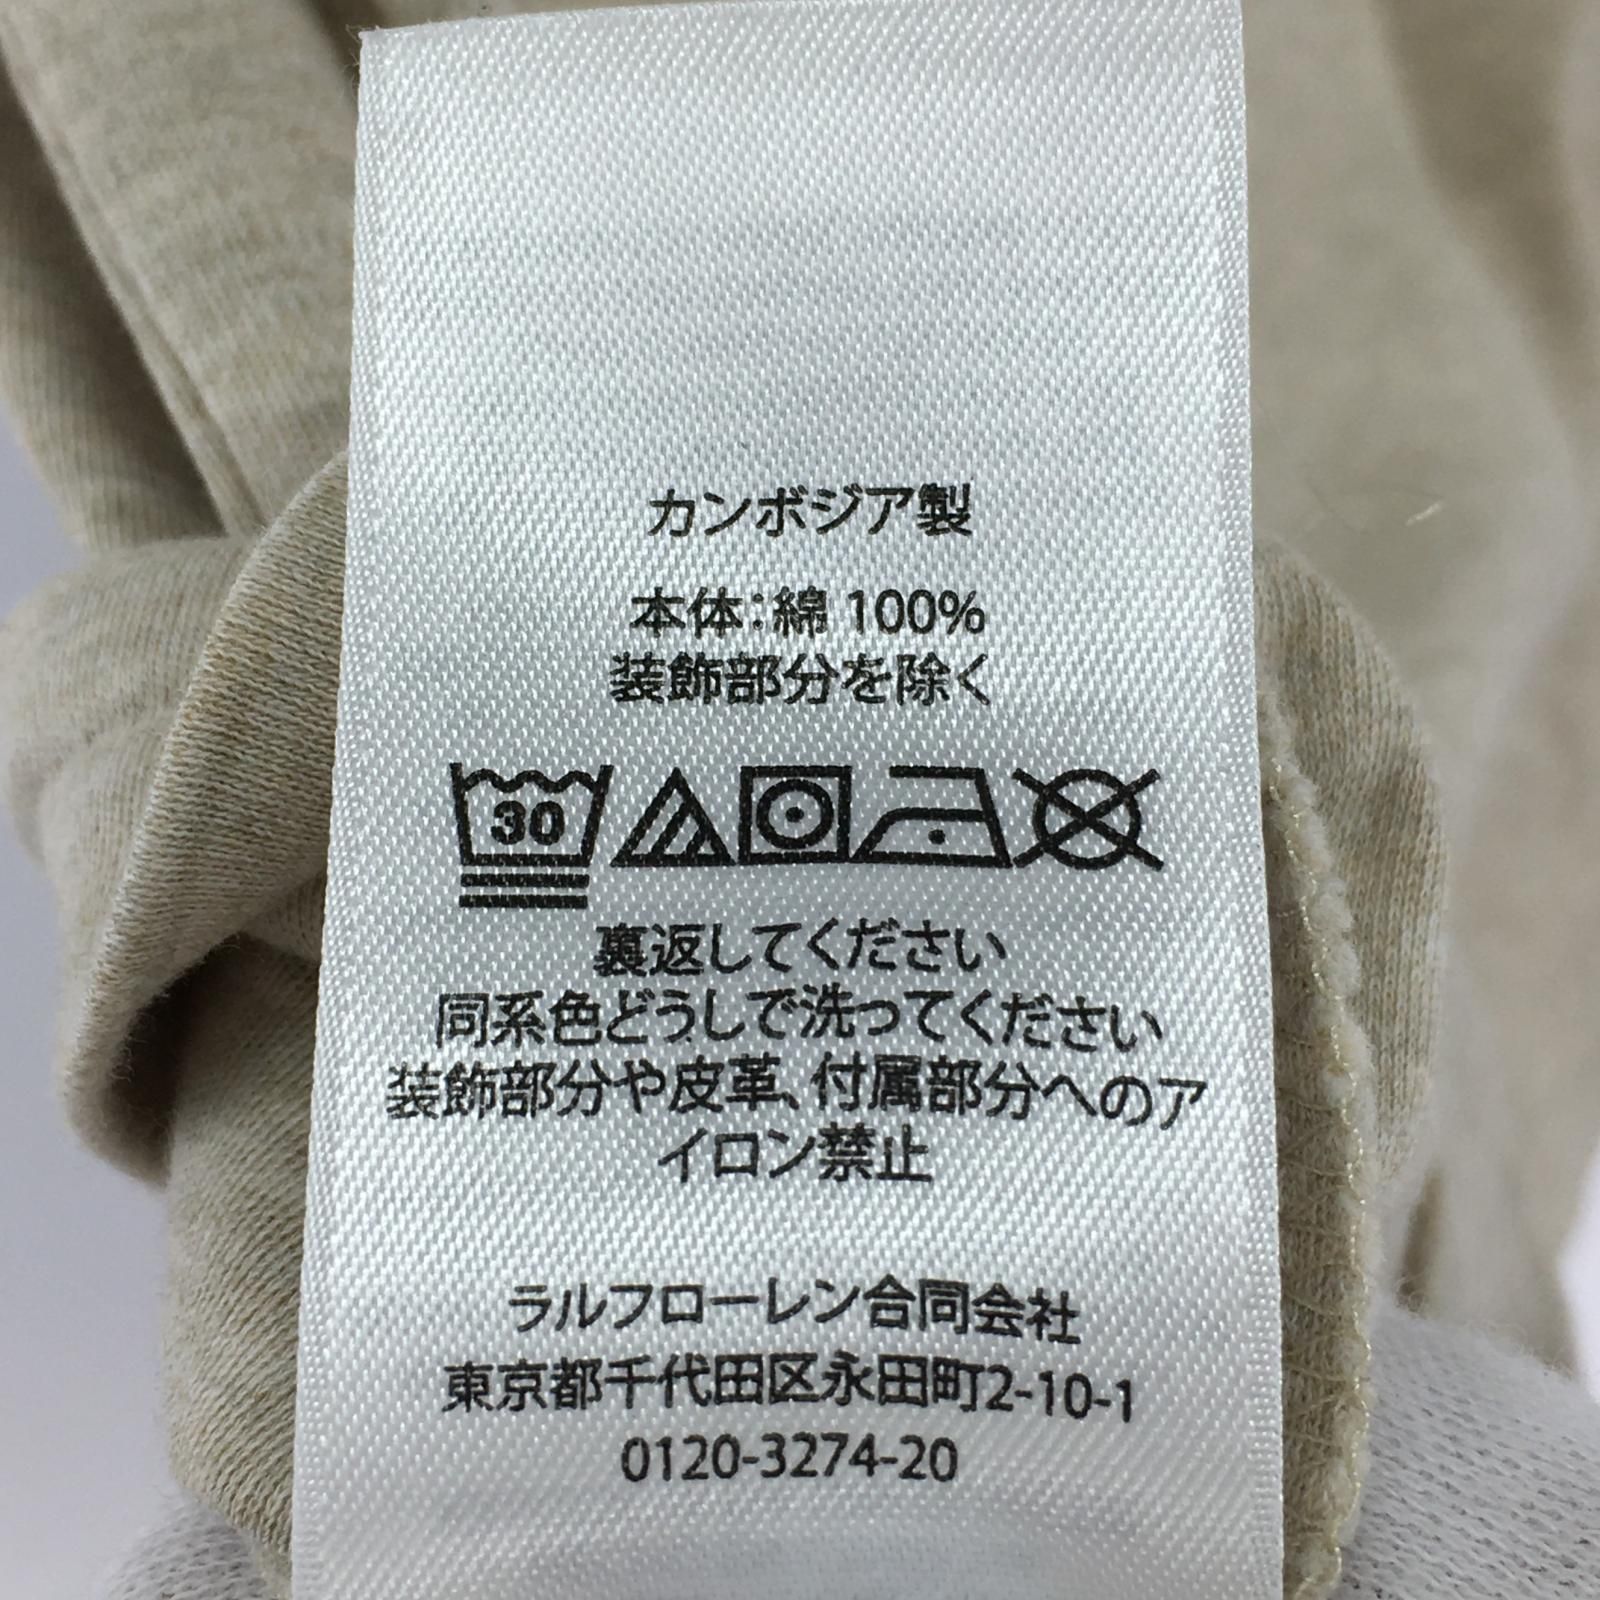 カンボジア製
本体：綿 100%
装飾部分を除く
30
裏返してください
同系色どうしで洗ってください
装飾部分や皮革、付属部分へのア
イロン禁止
ラルフローレン合同会社
東京都千代田区永田町2-10-1
0120-3274-20